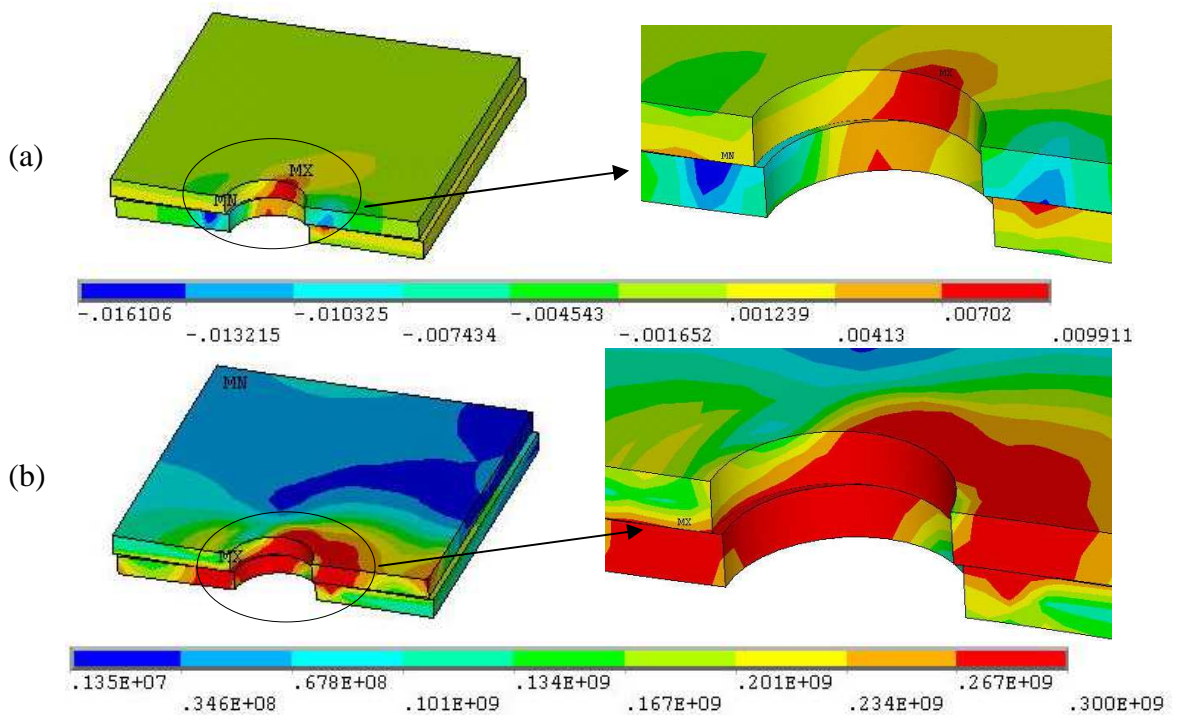 MX
(a)
MN
MX
MN
-.016106 -.010325 -.004543 .001239 .00702
-.013215 -.007434 -.001652 .00413 .009911
MN
(b)
MX
MX
.135E+07 .678E+08 .134E+09 .201E+09 .267E+09
.346E+08 .101E+09 .167E+09 .234E+09 .300E+09